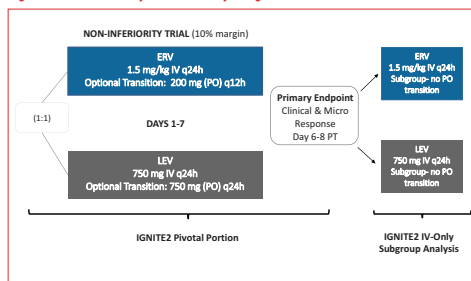 NON-INFERIORITY TRIAL (10% margin)
ERV
1.5 mg/kg IV q24h
Optional Transition: 200 mg (PO) q12h
(1:1)
DAYS 1-7
LEV
750 mg IV q24h
Optional Transition: 750 mg (PO) q24h
Primary Endpoint
Clinical & Micro
Response
Day 6-8 PT
ERV
1.5 mg/kg IV q24h
Subgroup- no PO
transition
LEV
750 mg IV q24h
Subgroup- no PO
transition
IGNITE2 Pivotal Portion
IGNITE2 IV-Only
Subgroup Analysis